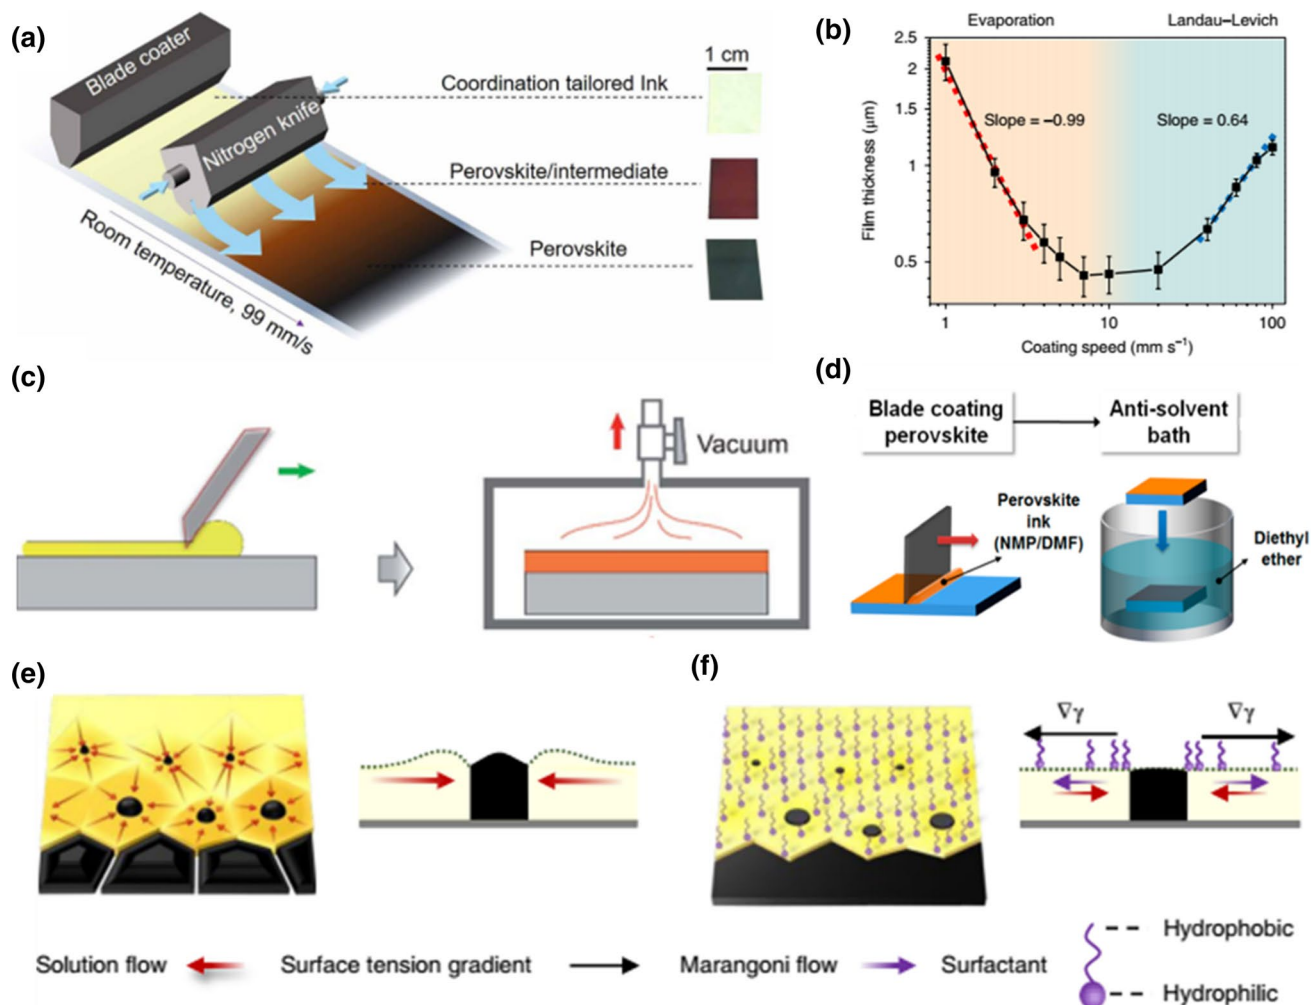 (a)
Blade coater
Nitrogen knife
Room temperature, 99 mm/s
1 cm
Coordination tailored Ink
Perovskite/intermediate
Perovskite
(b)
Evaporation
Landau–Levich
Slope = –0.99
Slope = 0.64
Film thickness (μm)
2.5
2
1.5
1
0.5
1
10
100
Coating speed (mm s⁻¹)
(c)
Vacuum
(d)
Blade coating
perovskite
Anti-solvent
bath
Perovskite
ink
(NMP/DMF)
Diethyl
ether
(e)
(f)
∇γ
∇γ
Solution flow
Surface tension gradient
Marangoni flow
Surfactant
Hydrophobic
Hydrophilic